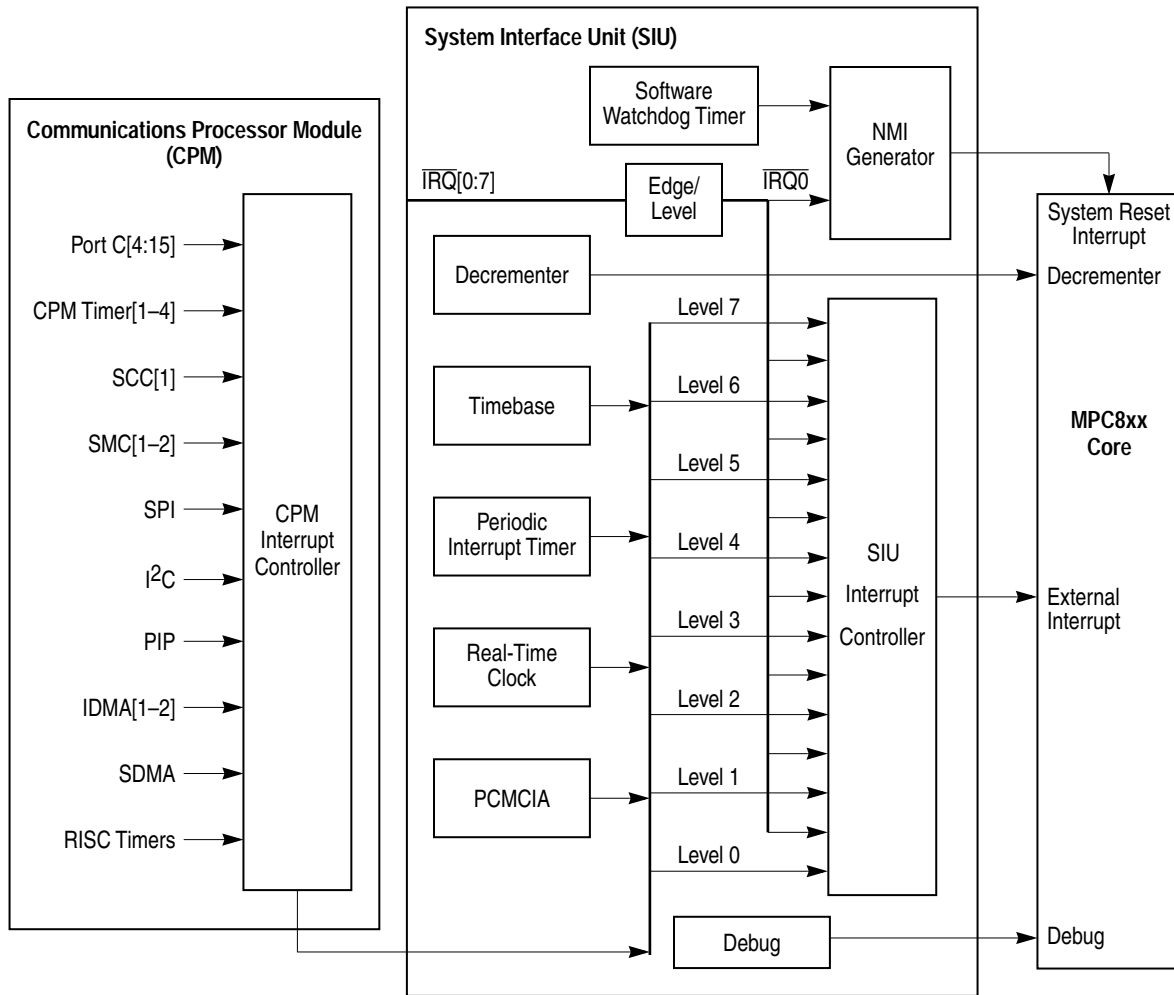 System Interface Unit (SIU)
Communications Processor Module
(CPM)
Port C[4:15]
CPM Timer[1–4]
SCC[1]
SMC[1–2]
SPI
I²C
PIP
IDMA[1–2]
SDMA
RISC Timers
CPM
Interrupt
Controller
Software
Watchdog Timer
NMI
Generator
IRQ[0:7]
Edge/
Level
IRQ0
Decrementer
Timebase
Periodic
Interrupt Timer
Real-Time
Clock
PCMCIA
Level 7
Level 6
Level 5
Level 4
Level 3
Level 2
Level 1
Level 0
SIU
Interrupt
Controller
Debug
System Reset
Interrupt
Decrementer
MPC8xx
Core
External
Interrupt
Debug